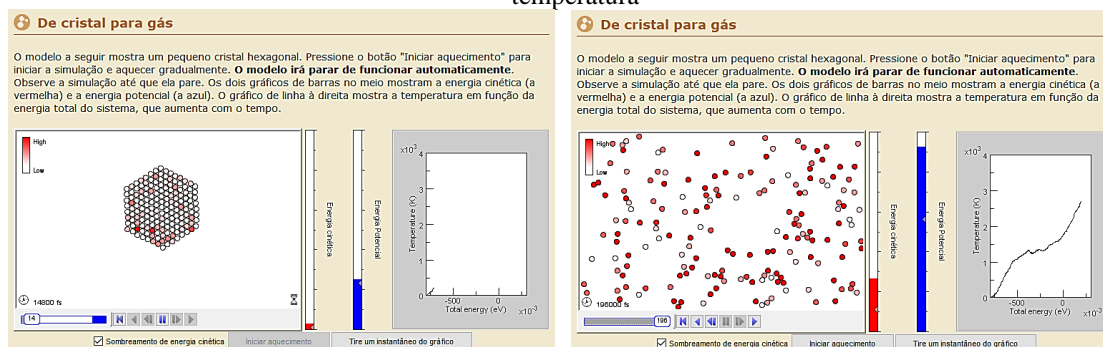 temperatura
De cristal para gás
O modelo a seguir mostra um pequeno cristal hexagonal. Pressione o botão "Iniciar aquecimento" para
iniciar a simulação e aquecer gradualmente. O modelo irá parar de funcionar automaticamente.
Observe a simulação até que ela pare. Os dois gráficos de barras no meio mostram a energia cinética (a
vermelha) e a energia potencial (a azul). O gráfico de linha à direita mostra a temperatura em função da
energia total do sistema, que aumenta com o tempo.
High
Low
14800 fs
14
Energia cinética
Energia Potencial
x10³
4
3
2
1
0
Temperature (K)
-500
0
Total energy (eV)
x10⁻³
Sombreamento de energia cinética
Iniciar aquecimento
Tire um instantâneo do gráfico
De cristal para gás
O modelo a seguir mostra um pequeno cristal hexagonal. Pressione o botão "Iniciar aquecimento" para
iniciar a simulação e aquecer gradualmente. O modelo irá parar de funcionar automaticamente.
Observe a simulação até que ela pare. Os dois gráficos de barras no meio mostram a energia cinética (a
vermelha) e a energia potencial (a azul). O gráfico de linha à direita mostra a temperatura em função da
energia total do sistema, que aumenta com o tempo.
High
Low
196000 fs
196
Energia cinética
Energia Potencial
x10³
4
3
2
1
0
Temperature (K)
-500
0
Total energy (eV)
x10⁻³
Sombreamento de energia cinética
Iniciar aquecimento
Tire um instantâneo do gráfico